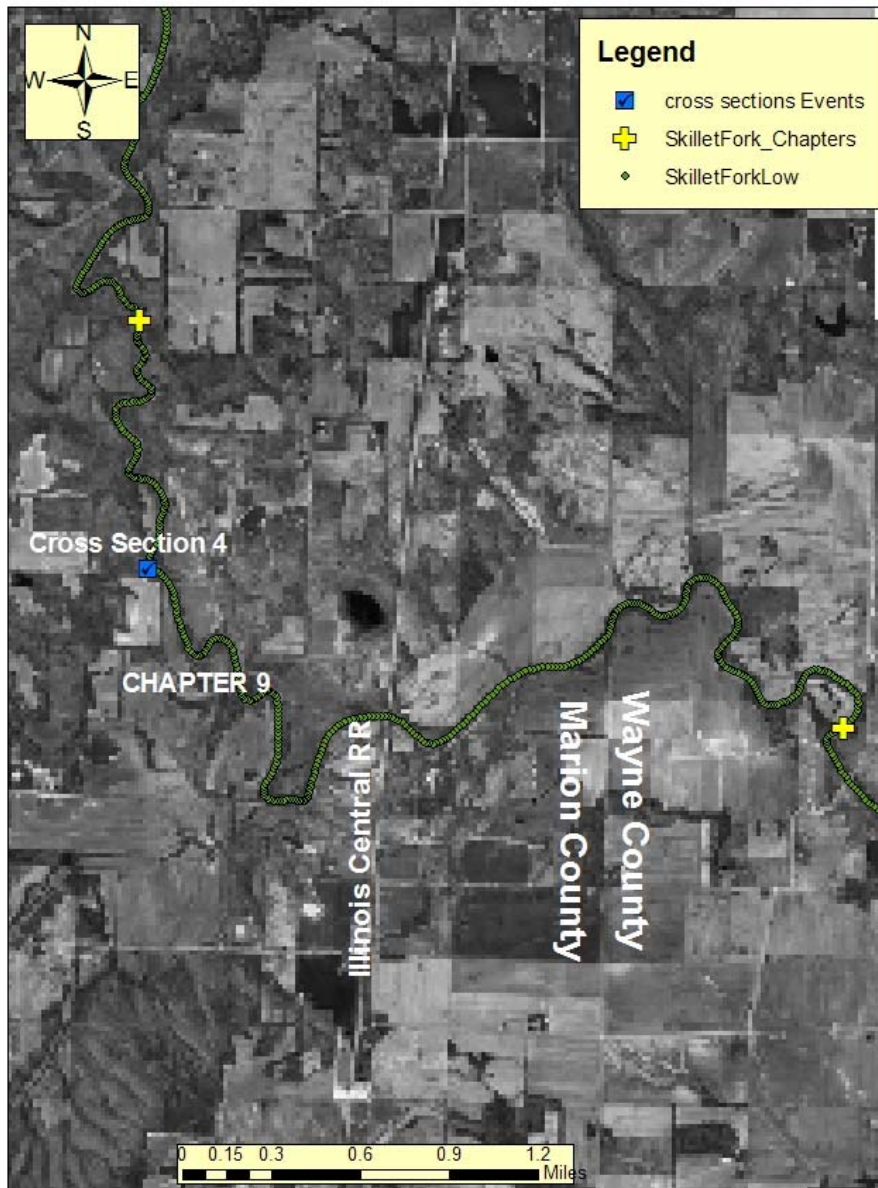 N
W E
S
Legend
cross sections Events
SkilletFork_Chapters
SkilletForkLow
Cross Section 4
CHAPTER 9
Illinois Central RR
Marion County
Wayne County
0 0.15 0.3 0.6 0.9 1.2
Miles